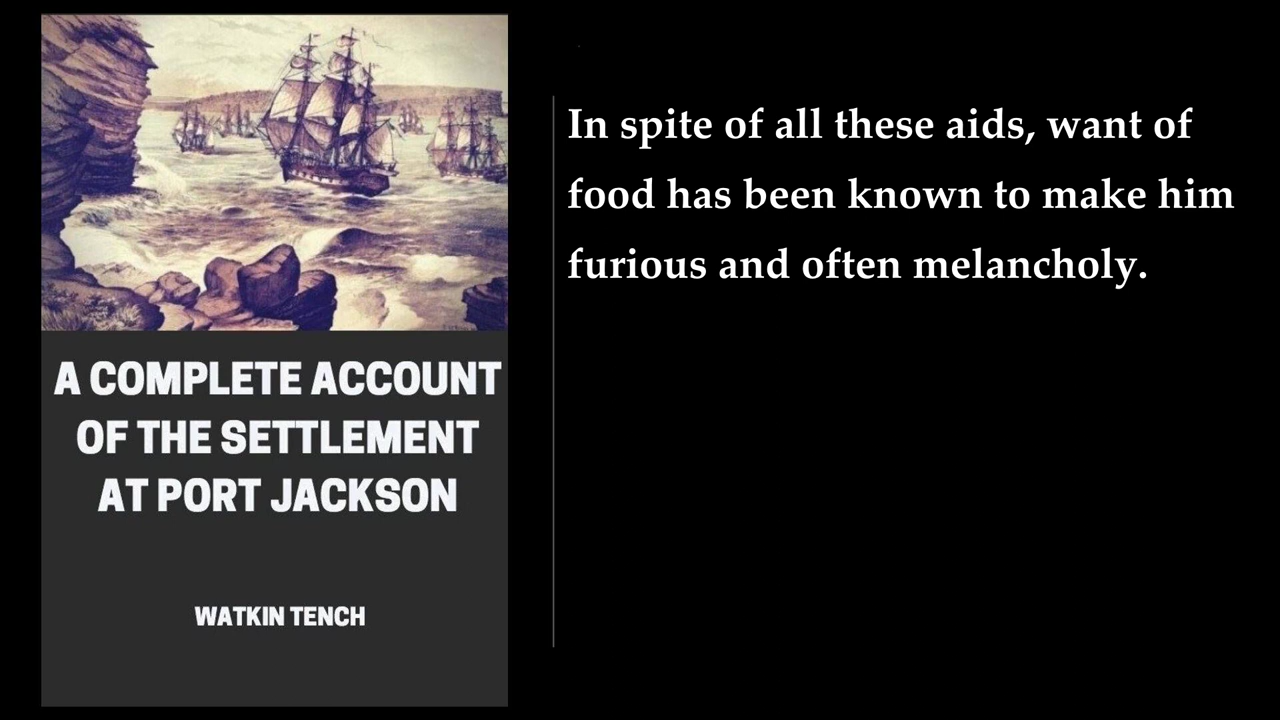 A COMPLETE ACCOUNT
OF THE SETTLEMENT
AT PORT JACKSON
WATKIN TENCH
In spite of all these aids, want of
food has been known to make him
furious and often melancholy.